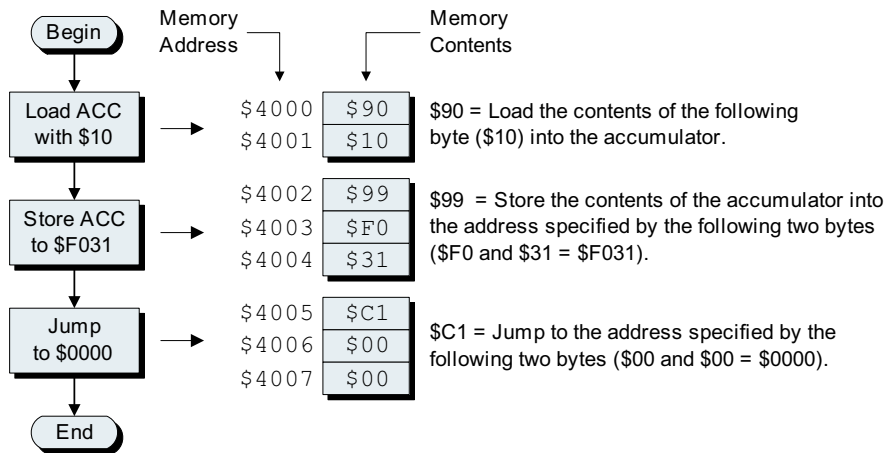 Begin
Memory
Address
Memory
Contents
Load ACC
with $10
$4000 $90
$4001 $10
$90 = Load the contents of the following
byte ($10) into the accumulator.
Store ACC
to $F031
$4002 $99
$4003 $F0
$4004 $31
$99 = Store the contents of the accumulator into
the address specified by the following two bytes
($F0 and $31 = $F031).
Jump
to $0000
$4005 $C1
$4006 $00
$4007 $00
$C1 = Jump to the address specified by the
following two bytes ($00 and $00 = $0000).
End